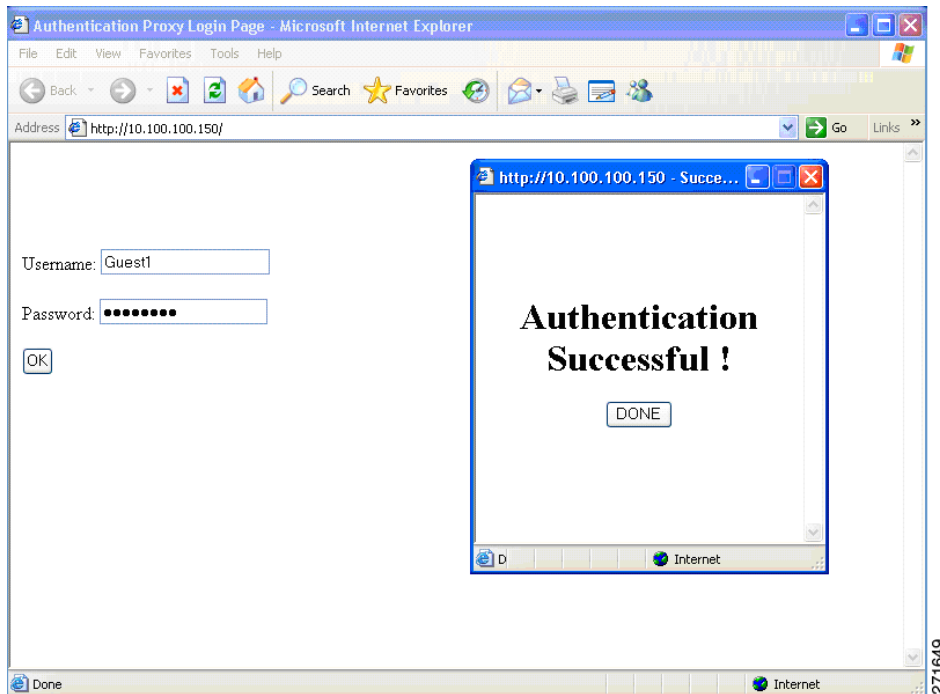 Authentication Proxy Login Page - Microsoft Internet Explorer
File Edit View Favorites Tools Help
Back Search Favorites
Address http://10.100.100.150/ Go Links »
http://10.100.100.150 - Succe...
Username: Guest1
Password: ••••••••
OK
Authentication
Successful !
DONE
D Internet
Done Internet
271649